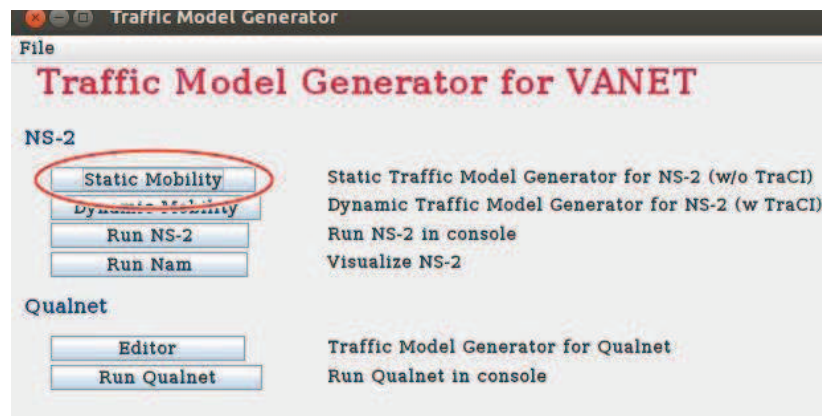 Traffic Model Generator
File
Traffic Model Generator for VANET
NS-2
Static Mobility Static Traffic Model Generator for NS-2 (w/o TraCI)
Dynamic Mobility Dynamic Traffic Model Generator for NS-2 (w TraCI)
Run NS-2 Run NS-2 in console
Run Nam Visualize NS-2
Qualnet
Editor Traffic Model Generator for Qualnet
Run Qualnet Run Qualnet in console